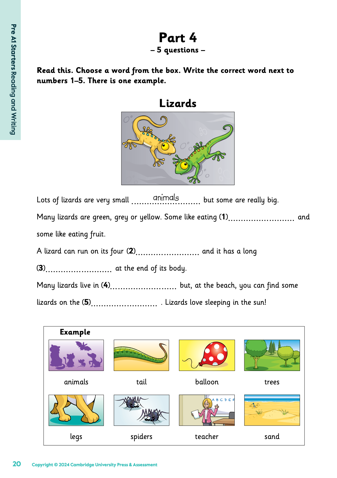 Pre A1 Starters Reading and Writing
Part 4
– 5 questions –
Read this. Choose a word from the box. Write the correct word next to
numbers 1–5. There is one example.
Lizards
Lots of lizards are very small ...animals... but some are really big.
Many lizards are green, grey or yellow. Some like eating (1)........................... and
some like eating fruit.
A lizard can run on its four (2)......................... and it has a long
(3)........................... at the end of its body.
Many lizards live in (4)........................... but, at the beach, you can find some
lizards on the (5)........................... . Lizards love sleeping in the sun!
Example
animals tail balloon trees
legs spiders teacher sand
20 Copyright © 2024 Cambridge University Press & Assessment